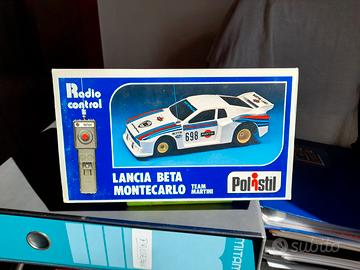 Radio
control
698
LANCIA BETA
MONTECARLO TEAM
MARTINI
Polistil
subito